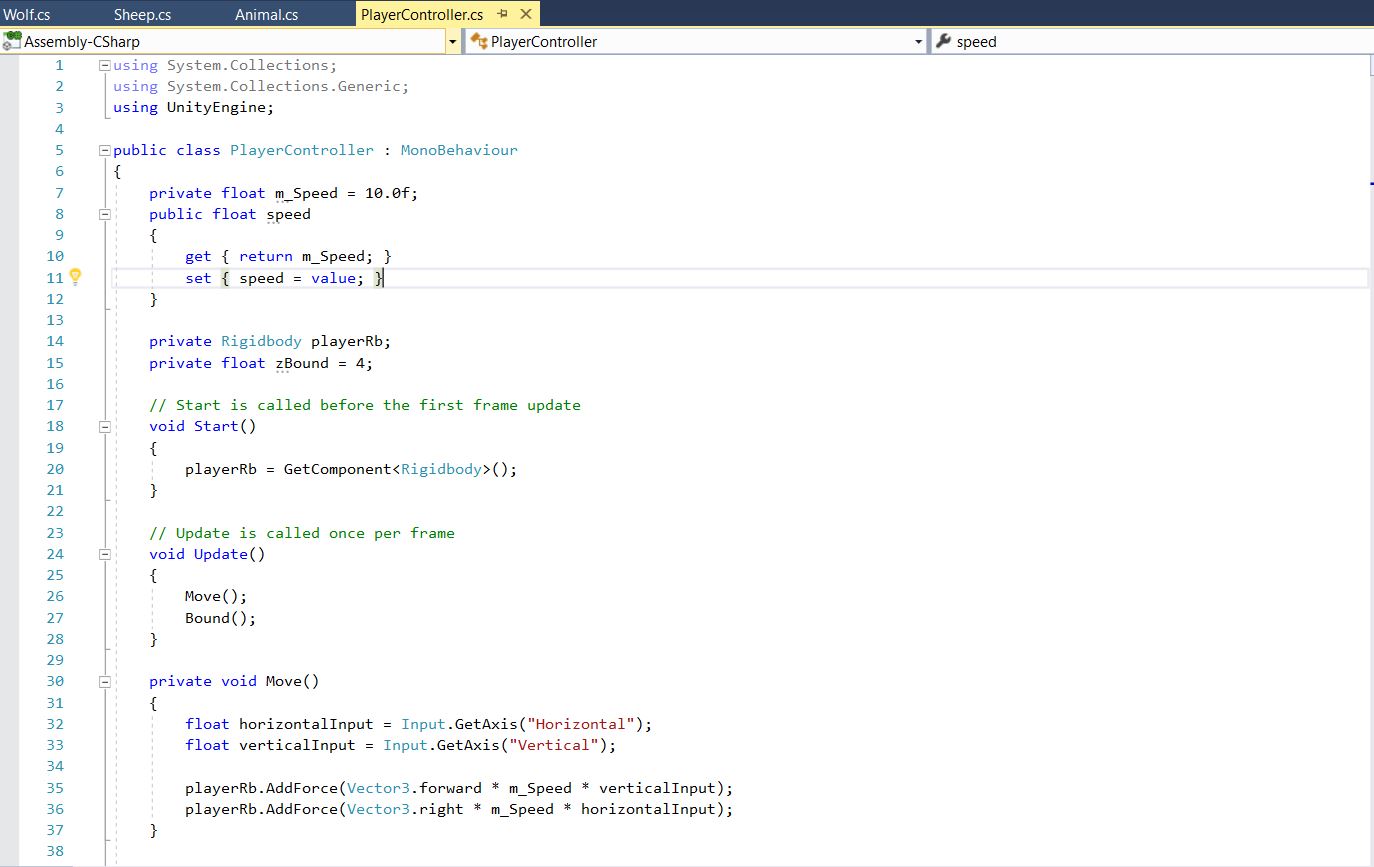 Wolf.cs Sheep.cs Animal.cs PlayerController.cs
Assembly-CSharp PlayerController speed
1 using System.Collections;
2 using System.Collections.Generic;
3 using UnityEngine;
4
5 public class PlayerController : MonoBehaviour
6 {
7 private float m_Speed = 10.0f;
8 public float speed
9 {
10 get { return m_Speed; }
11 set { speed = value; }
12 }
13
14 private Rigidbody playerRb;
15 private float zBound = 4;
16
17 // Start is called before the first frame update
18 void Start()
19 {
20 playerRb = GetComponent<Rigidbody>();
21 }
22
23 // Update is called once per frame
24 void Update()
25 {
26 Move();
27 Bound();
28 }
29
30 private void Move()
31 {
32 float horizontalInput = Input.GetAxis("Horizontal");
33 float verticalInput = Input.GetAxis("Vertical");
34
35 playerRb.AddForce(Vector3.forward * m_Speed * verticalInput);
36 playerRb.AddForce(Vector3.right * m_Speed * horizontalInput);
37 }
38